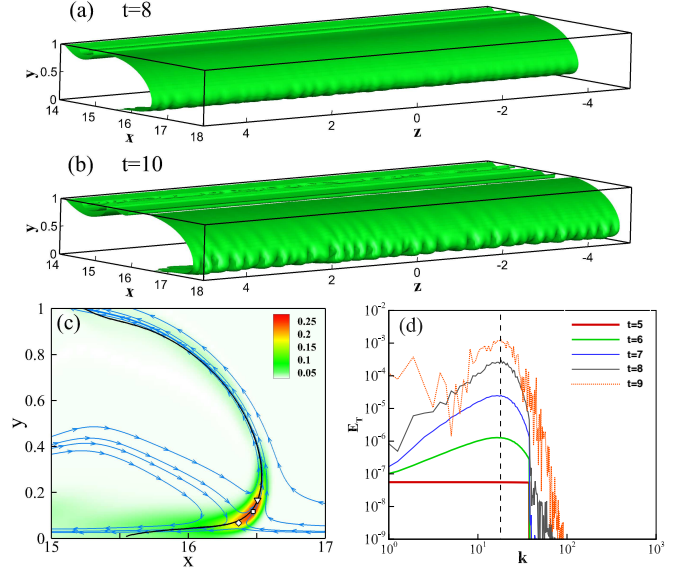 (a) t=8
y
1
0.5
0
14
15
16
17
18
x
4
2
0
-2
-4
z
(b) t=10
y
1
0.5
0
14
15
16
17
18
x
4
2
0
-2
-4
z
(c)
1
0.8
0.6
0.4
0.2
0
y
15
16
17
x
0.25
0.2
0.15
0.1
0.05
(d)
10^-2
10^-3
10^-4
10^-5
10^-6
10^-7
10^-8
10^-9
E_T
10^0
10^1
10^2
10^3
k
t=5
t=6
t=7
t=8
t=9